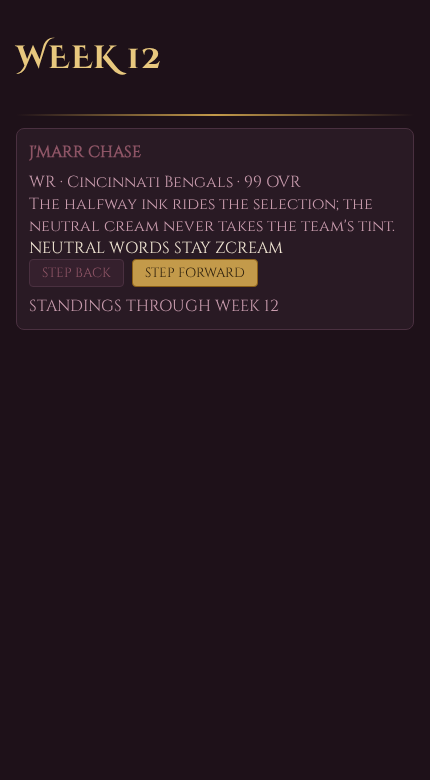 WEEK 12
J'MARR CHASE
WR · Cincinnati Bengals · 99 OVR
The halfway ink rides the selection; the
neutral cream never takes the team's tint.
NEUTRAL WORDS STAY ZCREAM
STEP BACK
STEP FORWARD
STANDINGS THROUGH WEEK 12